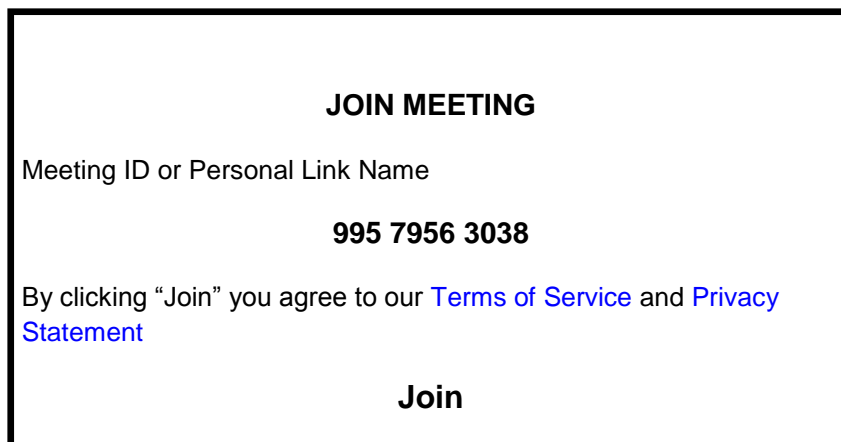 JOIN MEETING
Meeting ID or Personal Link Name
995 7956 3038
By clicking “Join” you agree to our Terms of Service and Privacy
Statement
Join